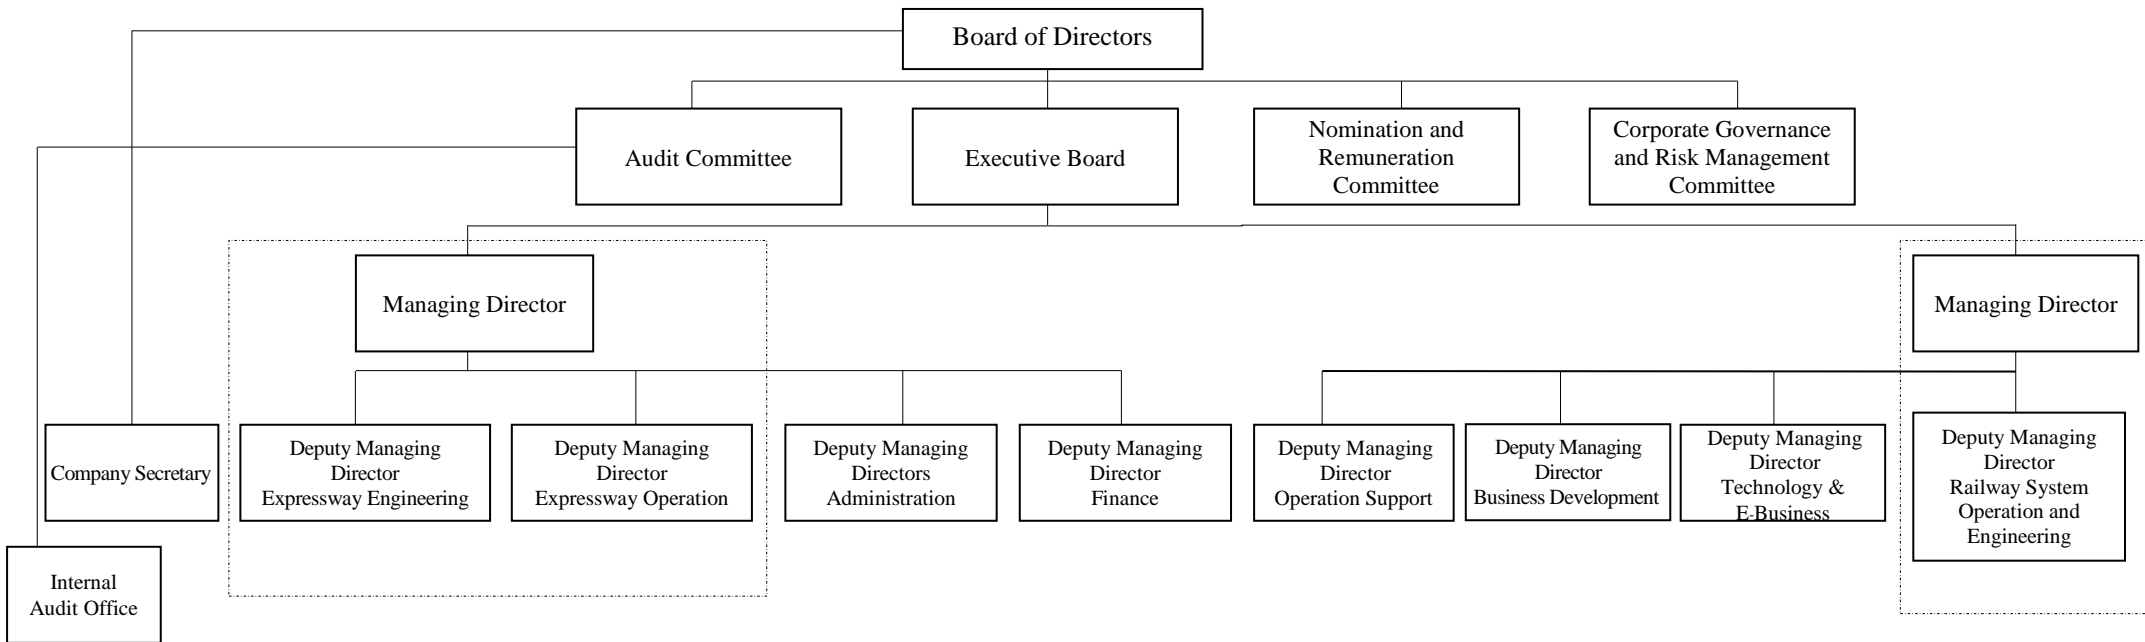 Board of Directors
Audit Committee
Executive Board
Nomination and
Remuneration
Committee
Corporate Governance
and Risk Management
Committee
Managing Director
Managing Director
Company Secretary
Deputy Managing
Director
Expressway Engineering
Deputy Managing
Director
Expressway Operation
Deputy Managing
Directors
Administration
Deputy Managing
Director
Finance
Deputy Managing
Director
Operation Support
Deputy Managing
Director
Business Development
Deputy Managing
Director
Technology &
E-Business
Deputy Managing
Director
Railway System
Operation and
Engineering
Internal
Audit Office